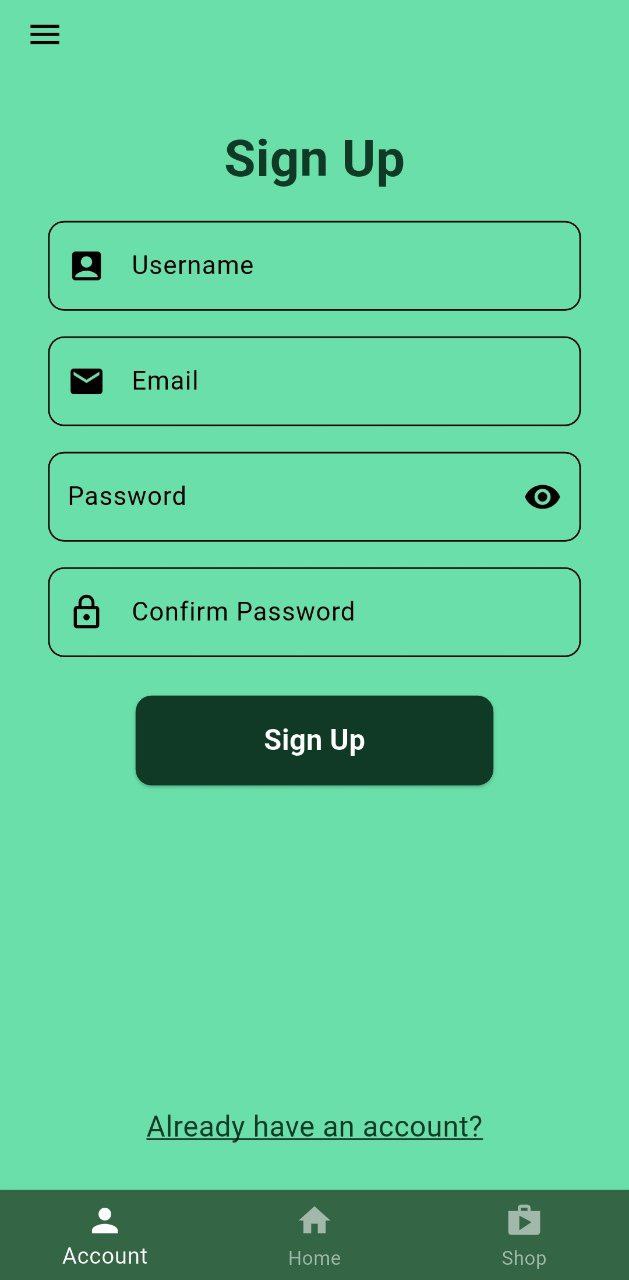 Sign Up
Username
Email
Password
Confirm Password
Sign Up
Already have an account?
Account
Home
Shop